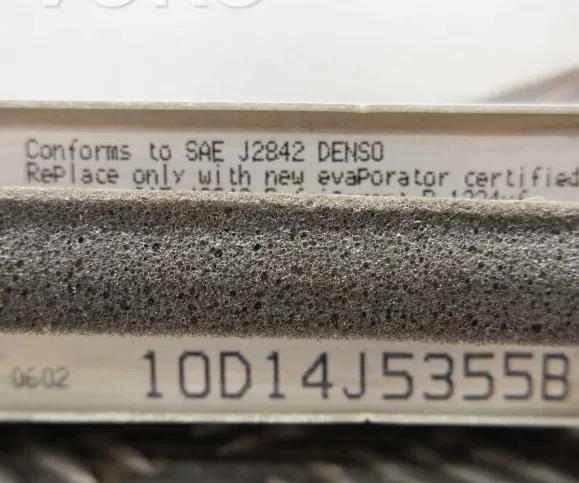 Conforms to SAE J2842 DENSO
RePlace only with new evaPorator certified
0602
10D14J5355B